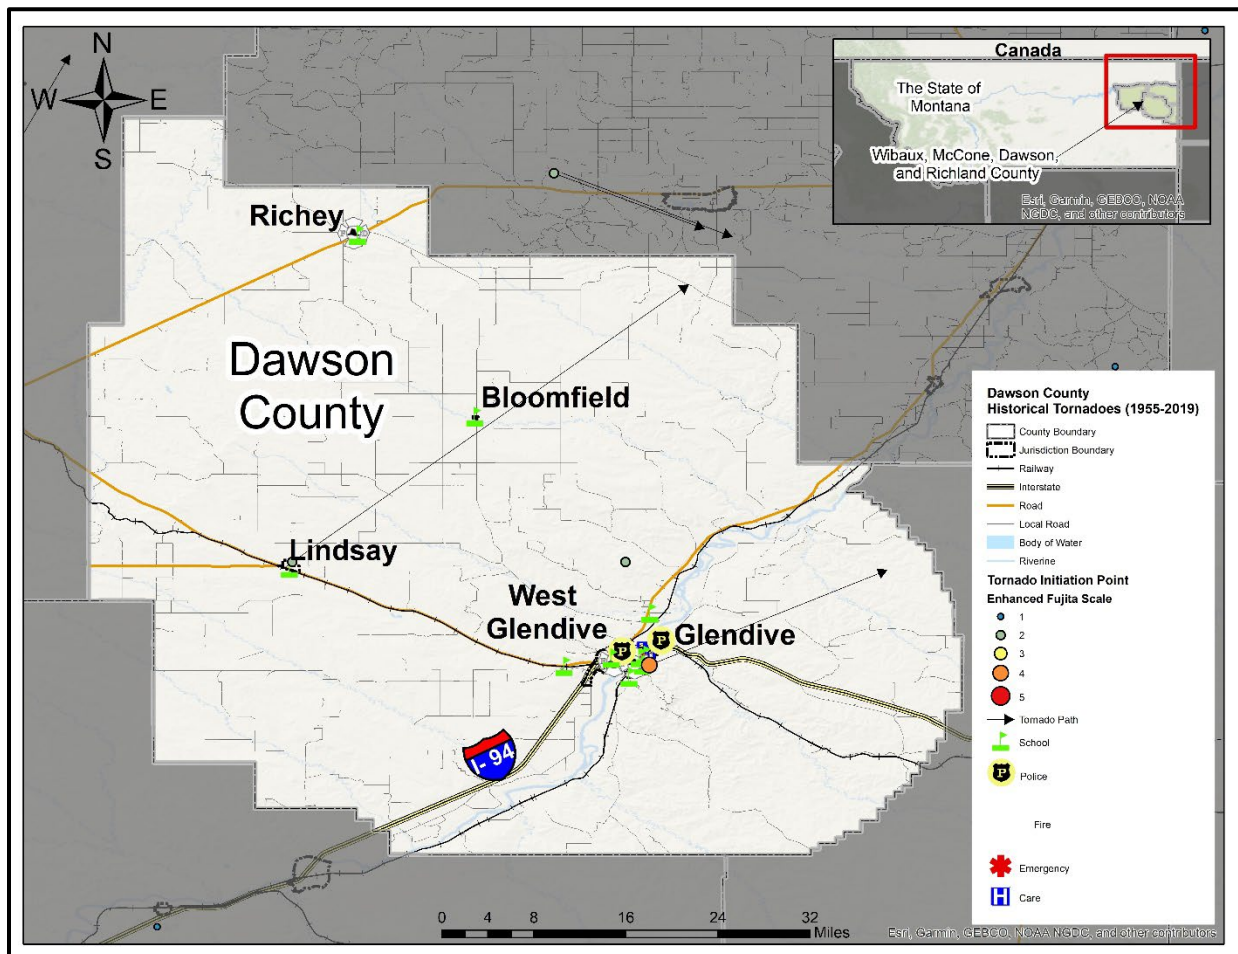 N
W E
S
Canada
The State of
Montana
Wibaux, McCone, Dawson,
and Richland County
Esri, Garmin, GEBCO, NOAA
NGDC, and other contributors
Richey
Dawson
County
Bloomfield
Lindsay
West
Glendive
Glendive
I- 94
P
P
Dawson County
Historical Tornadoes (1955-2019)
County Boundary
Jurisdiction Boundary
Railway
Interstate
Road
Local Road
Body of Water
Riverine
Tornado Initiation Point
Enhanced Fujita Scale
1
2
3
4
5
Tornado Path
School
P Police
Fire
Emergency
H Care
0 4 8 16 24 32
Miles
Esri, Garmin, GEBCO, NOAA NGDC, and other contributors